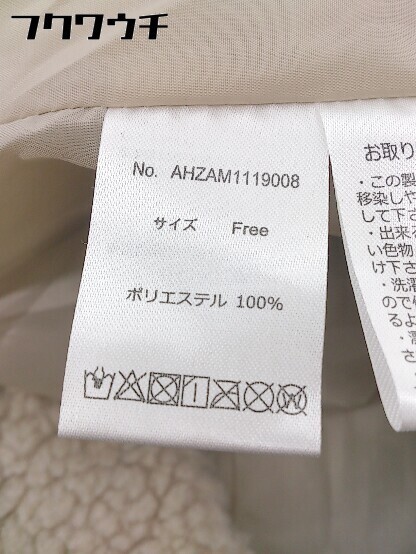 フクワウチ
No. AHZAM1119008
サイズ Free
ポリエステル 100%
お取り
・この製
移染しや
して下さ
・出来る
い色物
け下さ
・洗濯
ので
るよ
さ